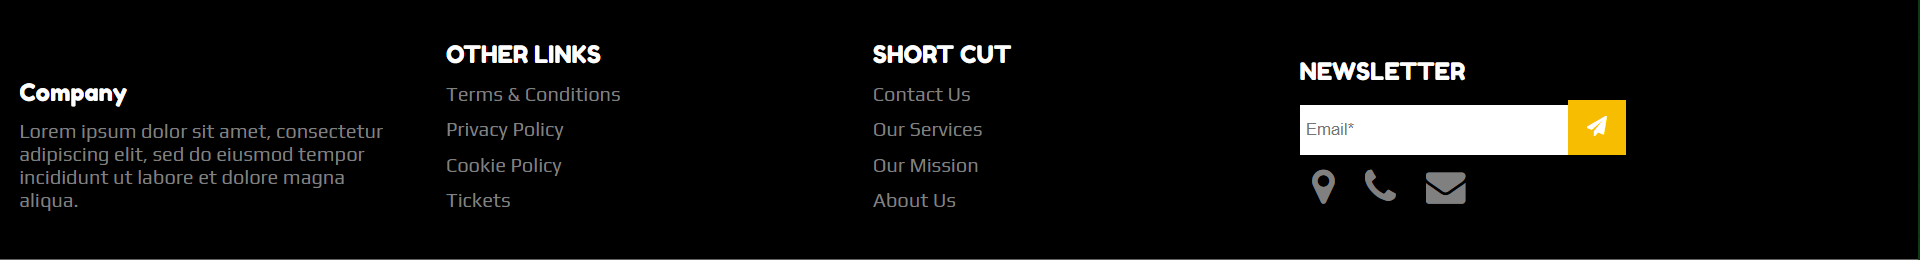 Company
Lorem ipsum dolor sit amet, consectetur
adipiscing elit, sed do eiusmod tempor
incididunt ut labore et dolore magna
aliqua.
OTHER LINKS
Terms & Conditions
Privacy Policy
Cookie Policy
Tickets
SHORT CUT
Contact Us
Our Services
Our Mission
About Us
NEWSLETTER
Email*